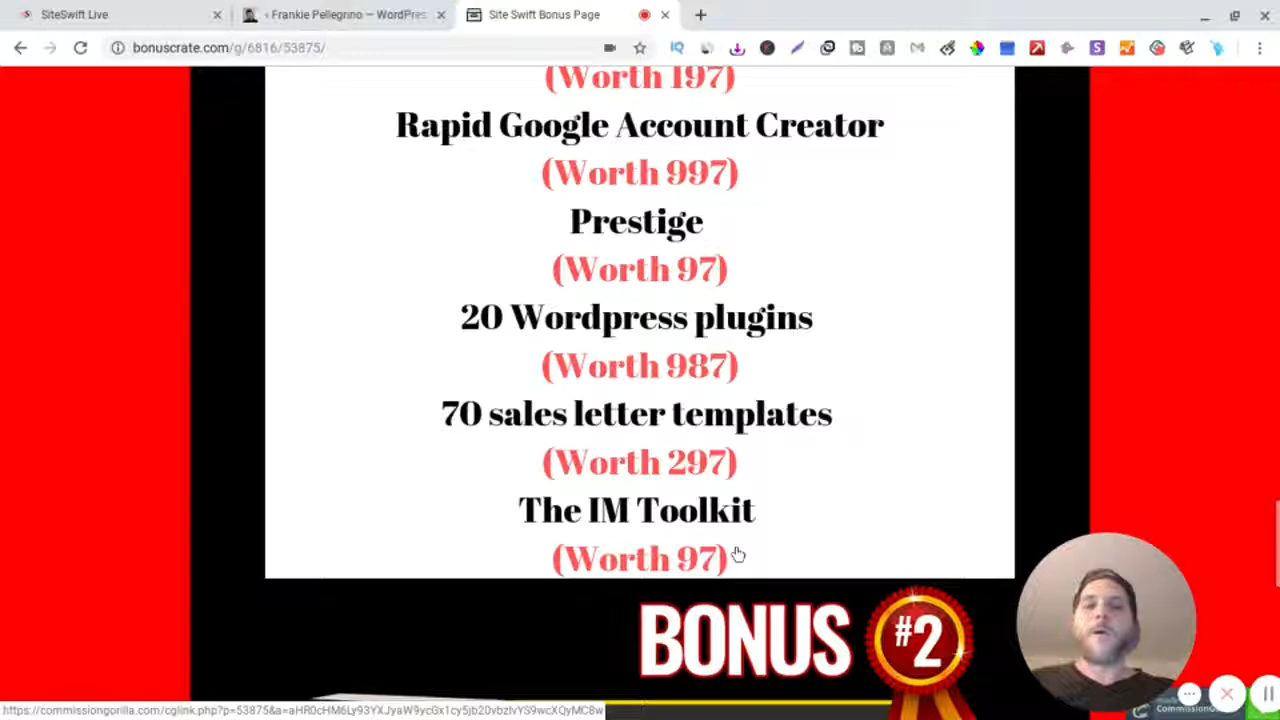 SiteSwift Live
Frankie Pellegrino — WordPres
Site Swift Bonus Page
bonuscrate.com/g/6816/53875/
(Worth 197)
Rapid Google Account Creator
(Worth 997)
Prestige
(Worth 97)
20 Wordpress plugins
(Worth 987)
70 sales letter templates
(Worth 297)
The IM Toolkit
(Worth 97)
BONUS #2